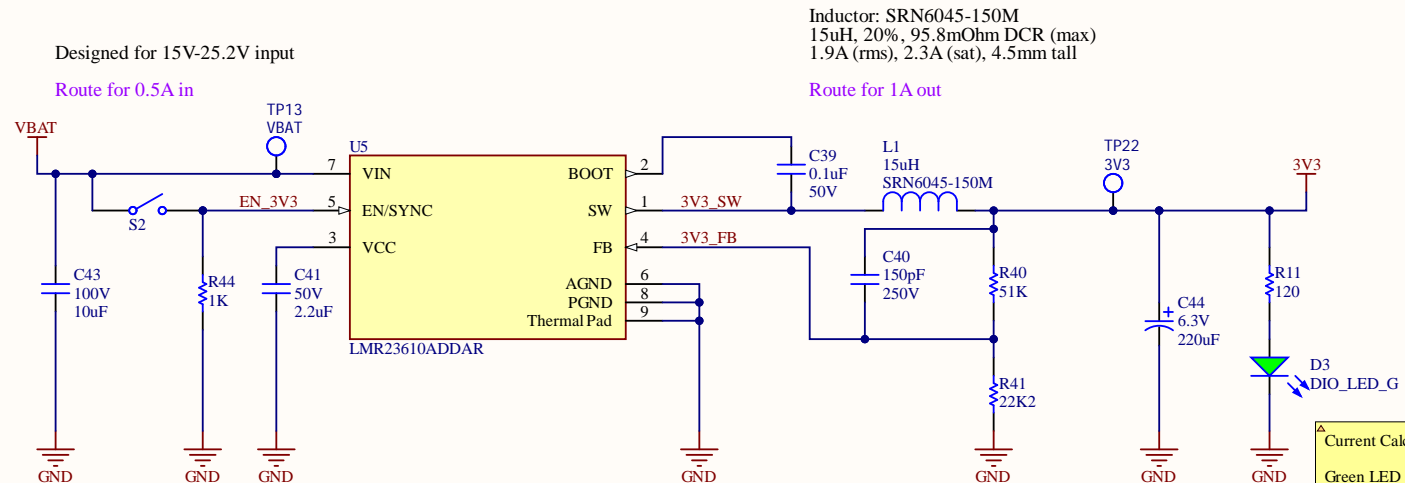 Inductor: SRN6045-150M
15uH, 20%, 95.8mOhm DCR (max)
1.9A (rms), 2.3A (sat), 4.5mm tall
Designed for 15V-25.2V input
Route for 0.5A in
Route for 1A out
VBAT
TP13
VBAT
U5
7
VIN
BOOT
2
C39
0.1uF
50V
L1
15uH
SRN6045-150M
TP22
3V3
3V3
S2
EN_3V3
5
EN/SYNC
SW
1
3V3_SW
3
VCC
FB
4
3V3_FB
C43
100V
10uF
R44
1K
C41
50V
2.2uF
AGND
6
PGND
8
Thermal Pad
9
LMR23610ADDAR
C40
150pF
250V
R40
51K
R41
22K2
C44
6.3V
220uF
+
R11
120
D3
DIO_LED_G
GND
GND
GND
GND
GND
GND
GND
Current Calc
Green LED